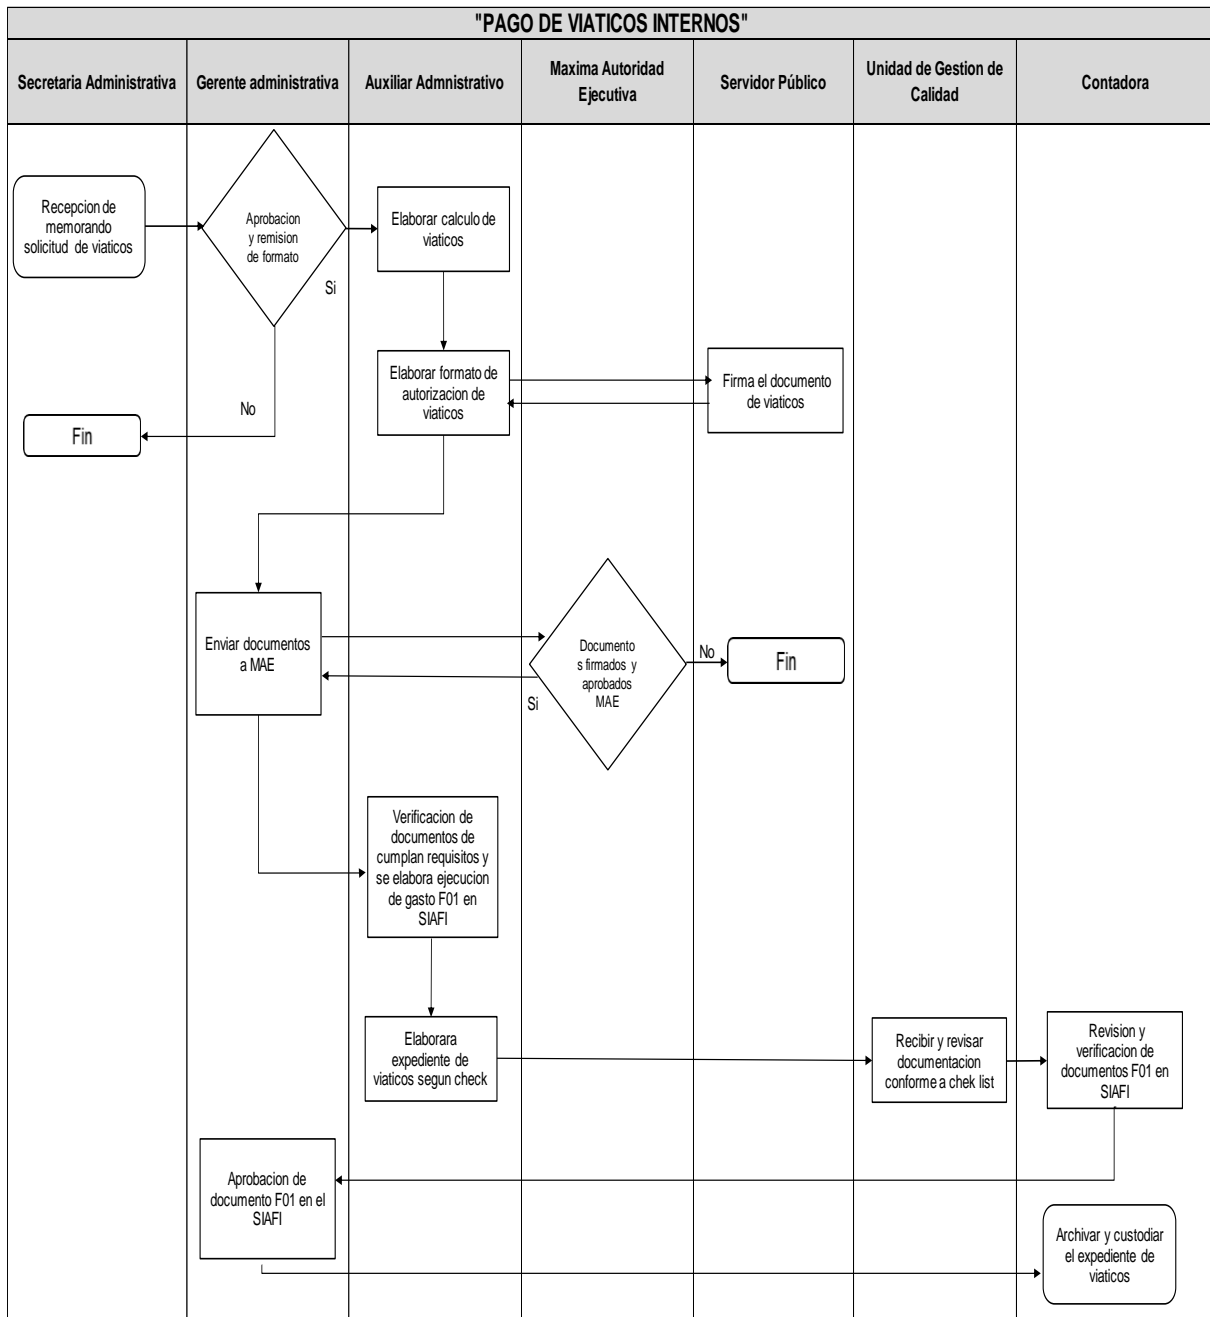 "PAGO DE VIATICOS INTERNOS"
Secretaria Administrativa
Gerente administrativa
Auxiliar Admnistrativo
Maxima Autoridad
Ejecutiva
Servidor Público
Unidad de Gestion de
Calidad
Contadora
Recepcion de
memorando
solicitud de viaticos
Aprobacion
y remision
de formato
Si
No
Elaborar calculo de
viaticos
Elaborar formato de
autorizacion de
viaticos
Firma el documento
de viaticos
Fin
Enviar documentos
a MAE
Documento
s firmados y
aprobados
MAE
Si
No
Fin
Verificacion de
documentos de
cumplan requisitos y
se elabora ejecucion
de gasto F01 en
SIAFI
Elaborara
expediente de
viaticos segun check
Recibir y revisar
documentacion
conforme a chek list
Revision y
verificacion de
documentos F01 en
SIAFI
Aprobacion de
documento F01 en el
SIAFI
Archivar y custodiar
el expediente de
viaticos